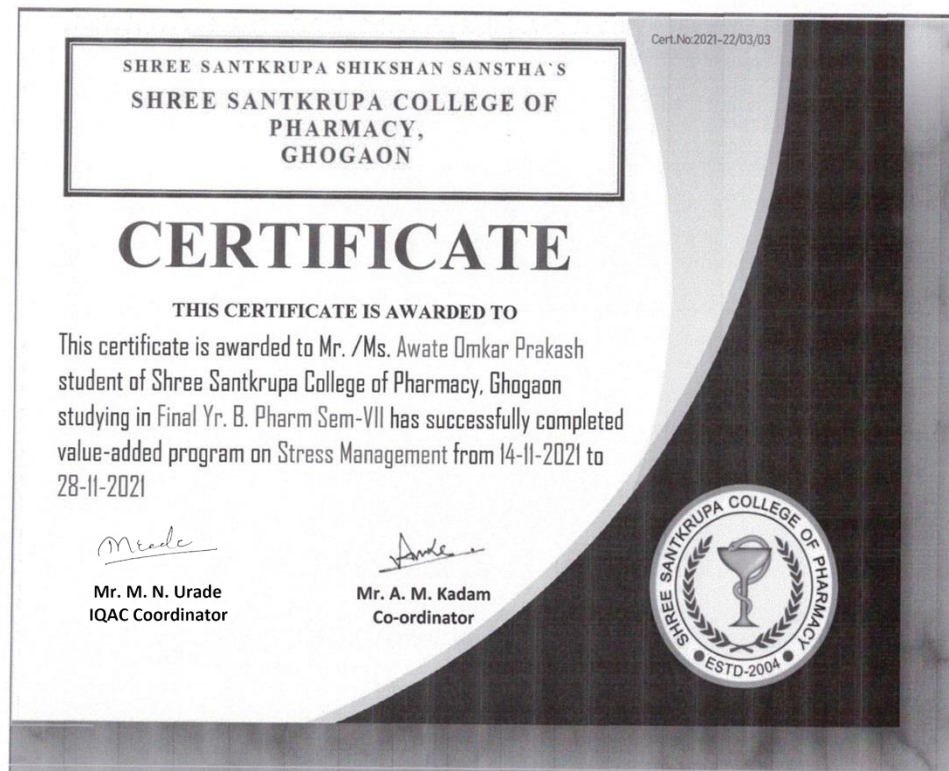 Cert.No:2021-22/03/03
SHREE SANTKRUPA SHIKSHAN SANSTHA`S
SHREE SANTKRUPA COLLEGE OF
PHARMACY,
GHOGAON
CERTIFICATE
THIS CERTIFICATE IS AWARDED TO
This certificate is awarded to Mr. /Ms. Awate Omkar Prakash
student of Shree Santkrupa College of Pharmacy, Ghogaon
studying in Final Yr. B. Pharm Sem-VII has successfully completed
value-added program on Stress Management from 14-11-2021 to
28-11-2021
Mr. M. N. Urade
IQAC Coordinator
Mr. A. M. Kadam
Co-ordinator
SHREE SANTKRUPA COLLEGE OF PHARMACY
ESTD-2004